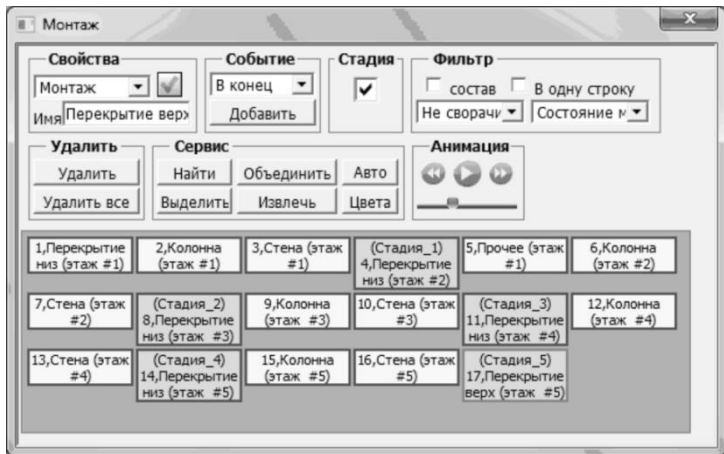 Монтаж
Свойства
Событие
Стадия
Фильтр
Монтаж
В конец
состав
В одну строку
Имя
Перекрытие верх
Добавить
Не сворачи
Состояние м
Удалить
Сервис
Анимация
Удалить
Найти
Объединить
Авто
Удалить все
Выделить
Извлечь
Цвета
1,Перекрытие
низ (этаж #1)
2,Колонна
(этаж #1)
3,Стена (этаж
#1)
(Стадия_1)
4,Перекрытие
низ (этаж #2)
5,Прочее (этаж
#1)
6,Колонна
(этаж #2)
7,Стена (этаж
#2)
(Стадия_2)
8,Перекрытие
низ (этаж #3)
9,Колонна
(этаж #3)
10,Стена (этаж
#3)
(Стадия_3)
11,Перекрытие
низ (этаж #4)
12,Колонна
(этаж #4)
13,Стена (этаж
#4)
(Стадия_4)
14,Перекрытие
низ (этаж #5)
15,Колонна
(этаж #5)
16,Стена (этаж
#5)
(Стадия_5)
17,Перекрытие
верх (этаж #5)